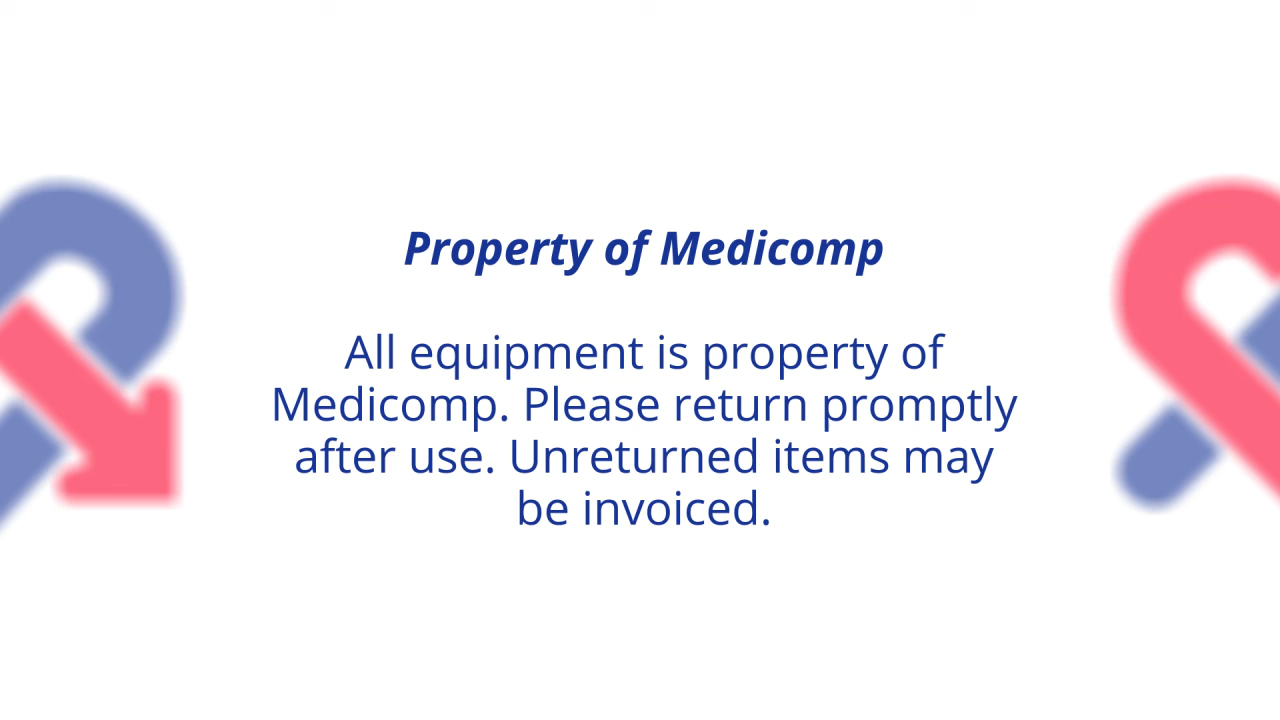 Property of Medicomp
All equipment is property of
Medicomp. Please return promptly
after use. Unreturned items may
be invoiced.